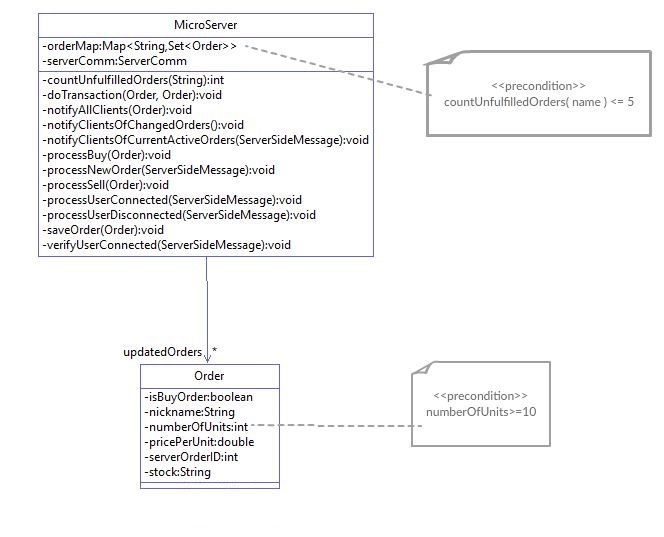 MicroServer
-orderMap:Map<String,Set<Order>>
-serverComm:ServerComm
-countUnfulfilledOrders(String):int
-doTransaction(Order, Order):void
-notifyAllClients(Order):void
-notifyClientsOfChangedOrders():void
-notifyClientsOfCurrentActiveOrders(ServerSideMessage):void
-processBuy(Order):void
-processNewOrder(ServerSideMessage):void
-processSell(Order):void
-processUserConnected(ServerSideMessage):void
-processUserDisconnected(ServerSideMessage):void
-saveOrder(Order):void
-verifyUserConnected(ServerSideMessage):void
<<precondition>>
countUnfulfilledOrders( name ) <= 5
updatedOrders *
Order
-isBuyOrder:boolean
-nickname:String
-numberOfUnits:int
-pricePerUnit:double
-serverOrderID:int
-stock:String
<<precondition>>
numberOfUnits>=10